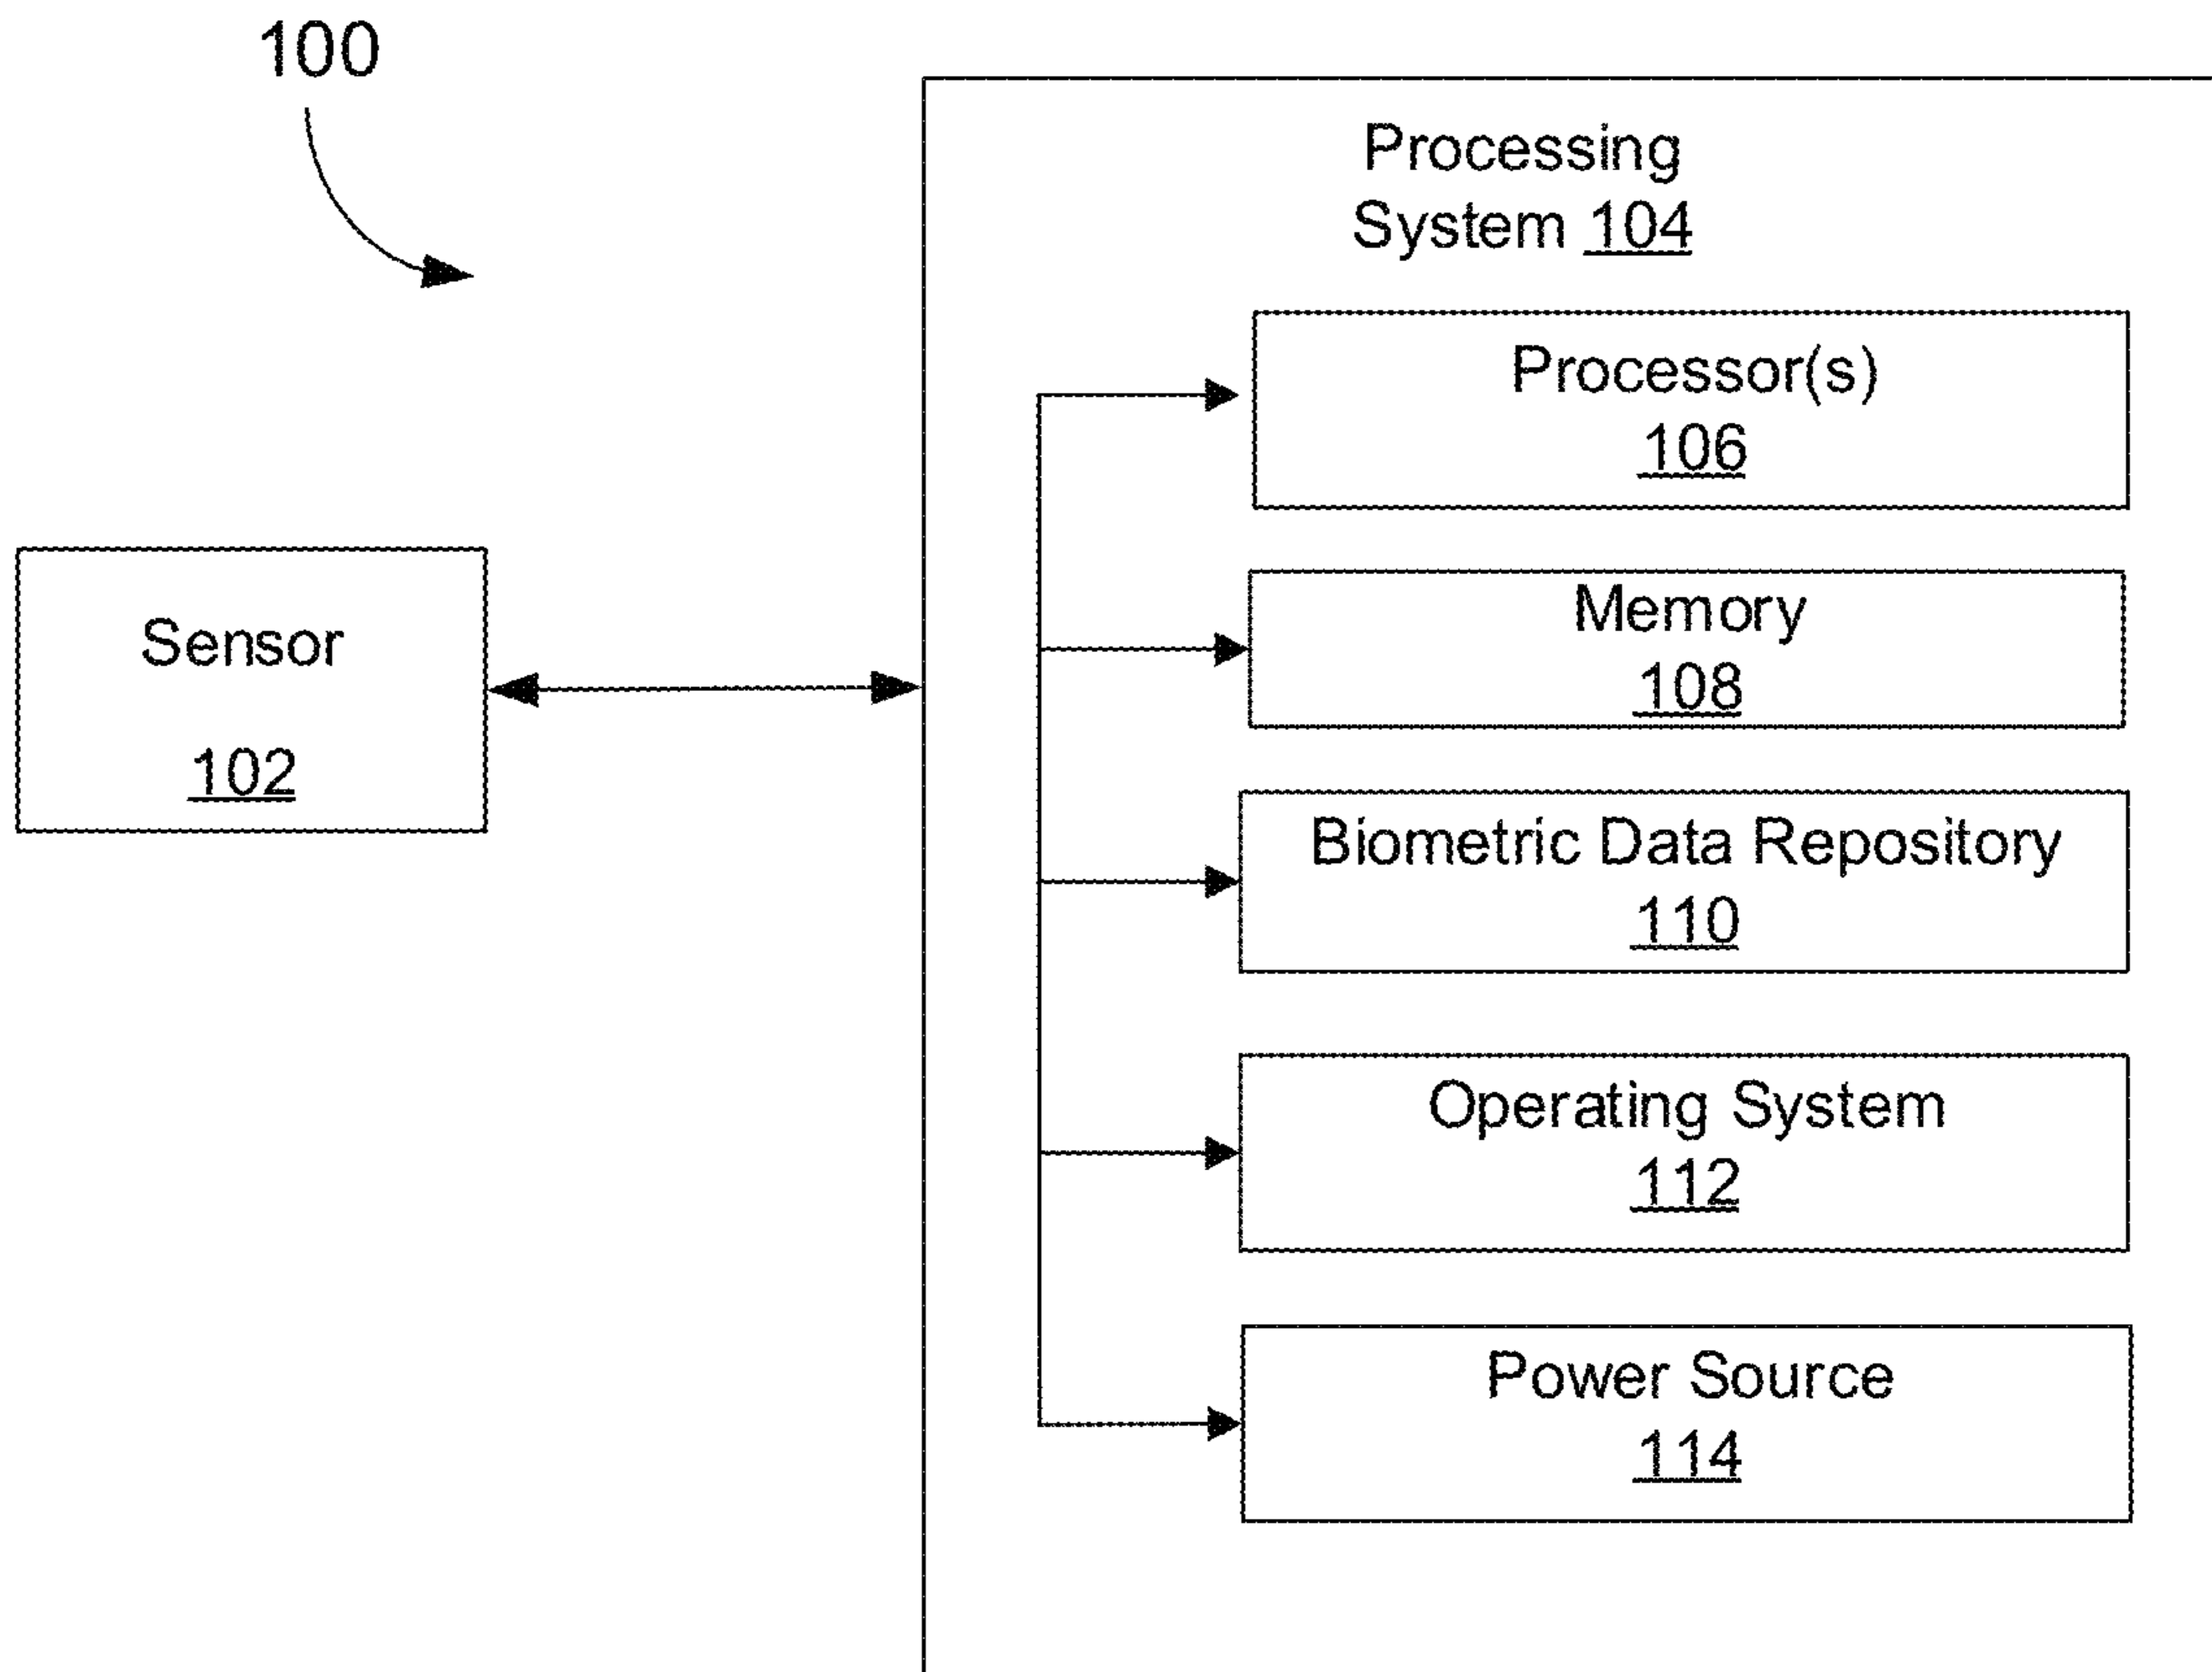 100
Processing
System 104
Processor(s)
106
Memory
108
Sensor
102
Biometric Data Repository
110
Operating System
112
Power Source
114